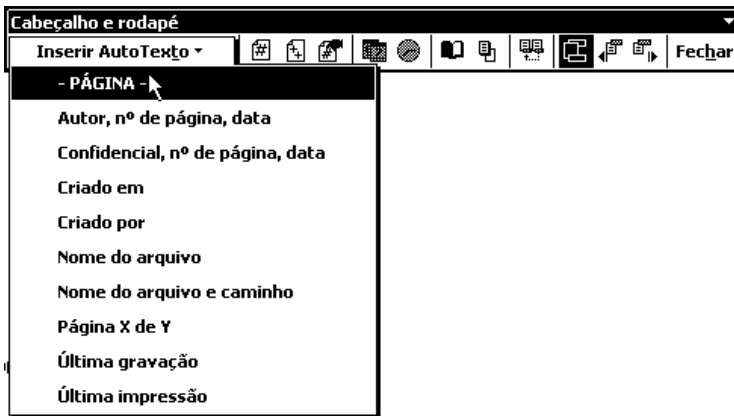 Cabeçalho e rodapé
Inserir AutoTexto Fechar
- PÁGINA -
Autor, nº de página, data
Confidencial, nº de página, data
Criado em
Criado por
Nome do arquivo
Nome do arquivo e caminho
Página X de Y
Última gravação
Última impressão